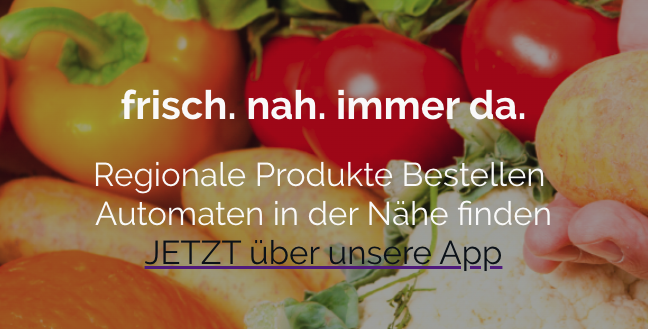 frisch. nah. immer da.
Regionale Produkte Bestellen
Automaten in der Nähe finden
JETZT über unsere App